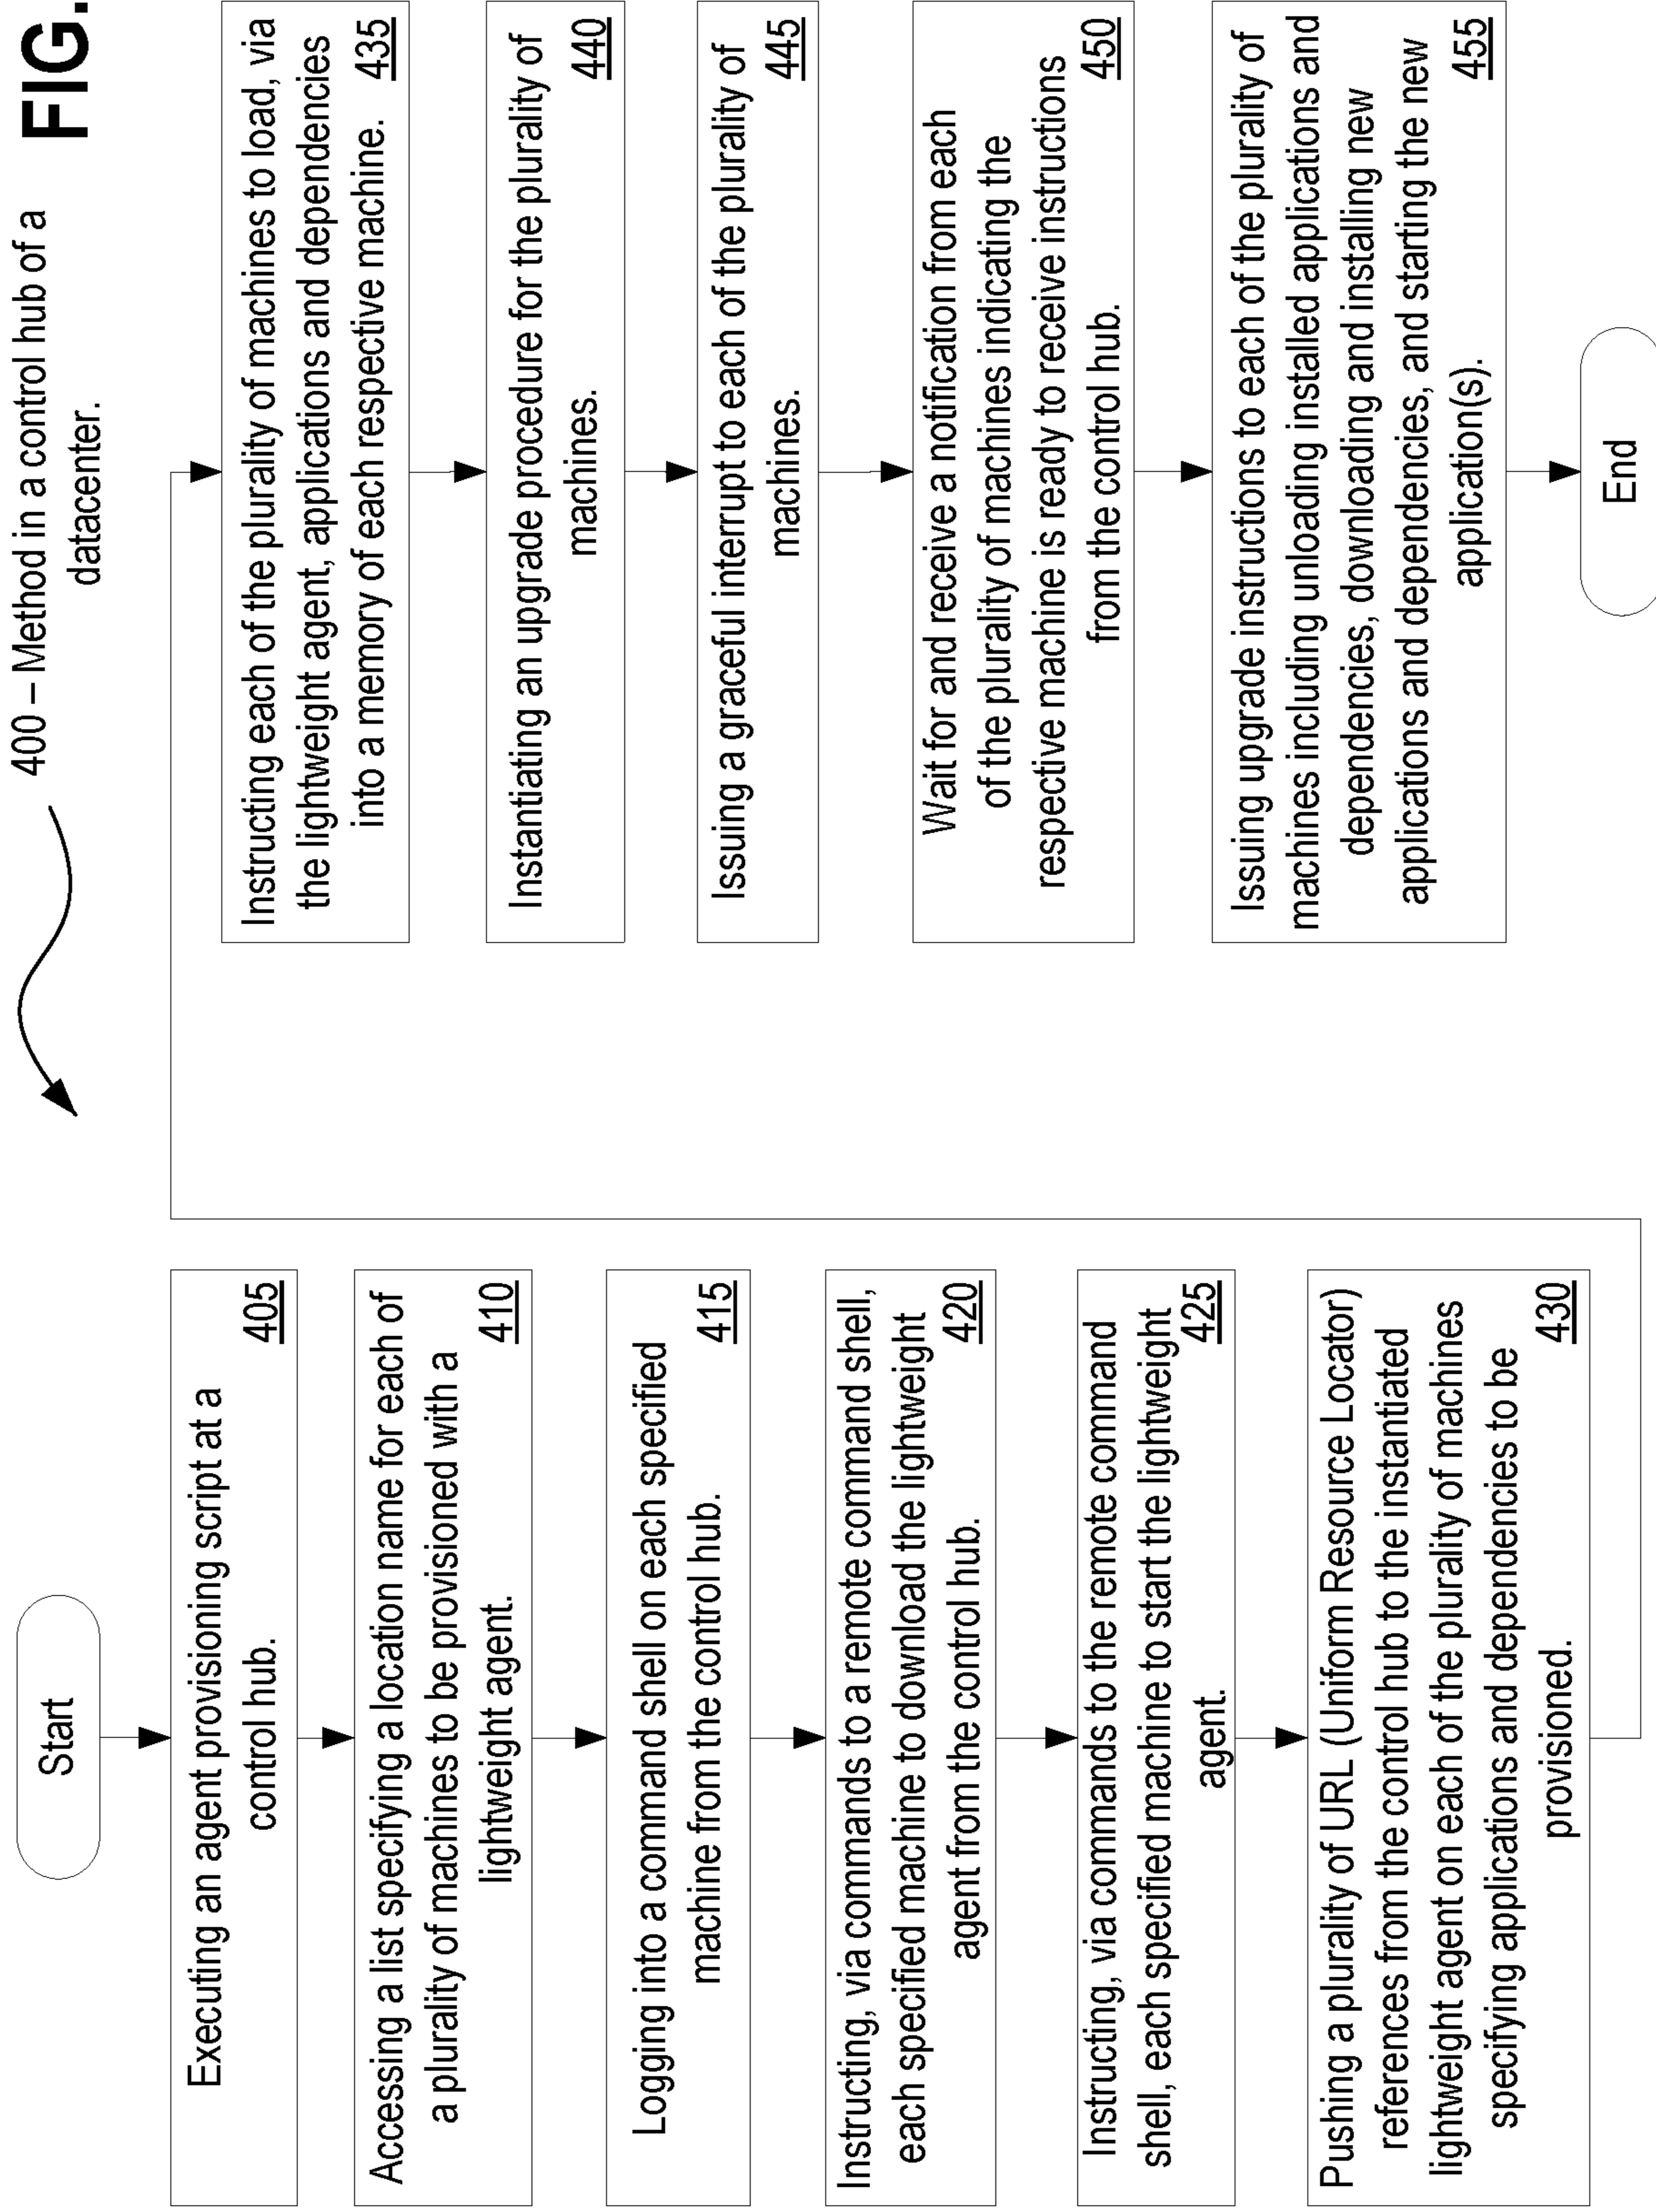 400 – Method in a control hub of a
datacenter.
FIG.
Start
Executing an agent provisioning script at a
control hub.
405
Accessing a list specifying a location name for each of
a plurality of machines to be provisioned with a
lightweight agent.
410
Logging into a command shell on each specified
machine from the control hub.
415
Instructing, via commands to a remote command shell,
each specified machine to download the lightweight
agent from the control hub.
420
Instructing, via commands to the remote command
shell, each specified machine to start the lightweight
agent.
425
Pushing a plurality of URL (Uniform Resource Locator)
references from the control hub to the instantiated
lightweight agent on each of the plurality of machines
specifying applications and dependencies to be
provisioned.
430
Instructing each of the plurality of machines to load, via
the lightweight agent, applications and dependencies
into a memory of each respective machine.
435
Instantiating an upgrade procedure for the plurality of
machines.
440
Issuing a graceful interrupt to each of the plurality of
machines.
445
Wait for and receive a notification from each
of the plurality of machines indicating the
respective machine is ready to receive instructions
from the control hub.
450
Issuing upgrade instructions to each of the plurality of
machines including unloading installed applications and
dependencies, downloading and installing new
applications and dependencies, and starting the new
application(s).
455
End